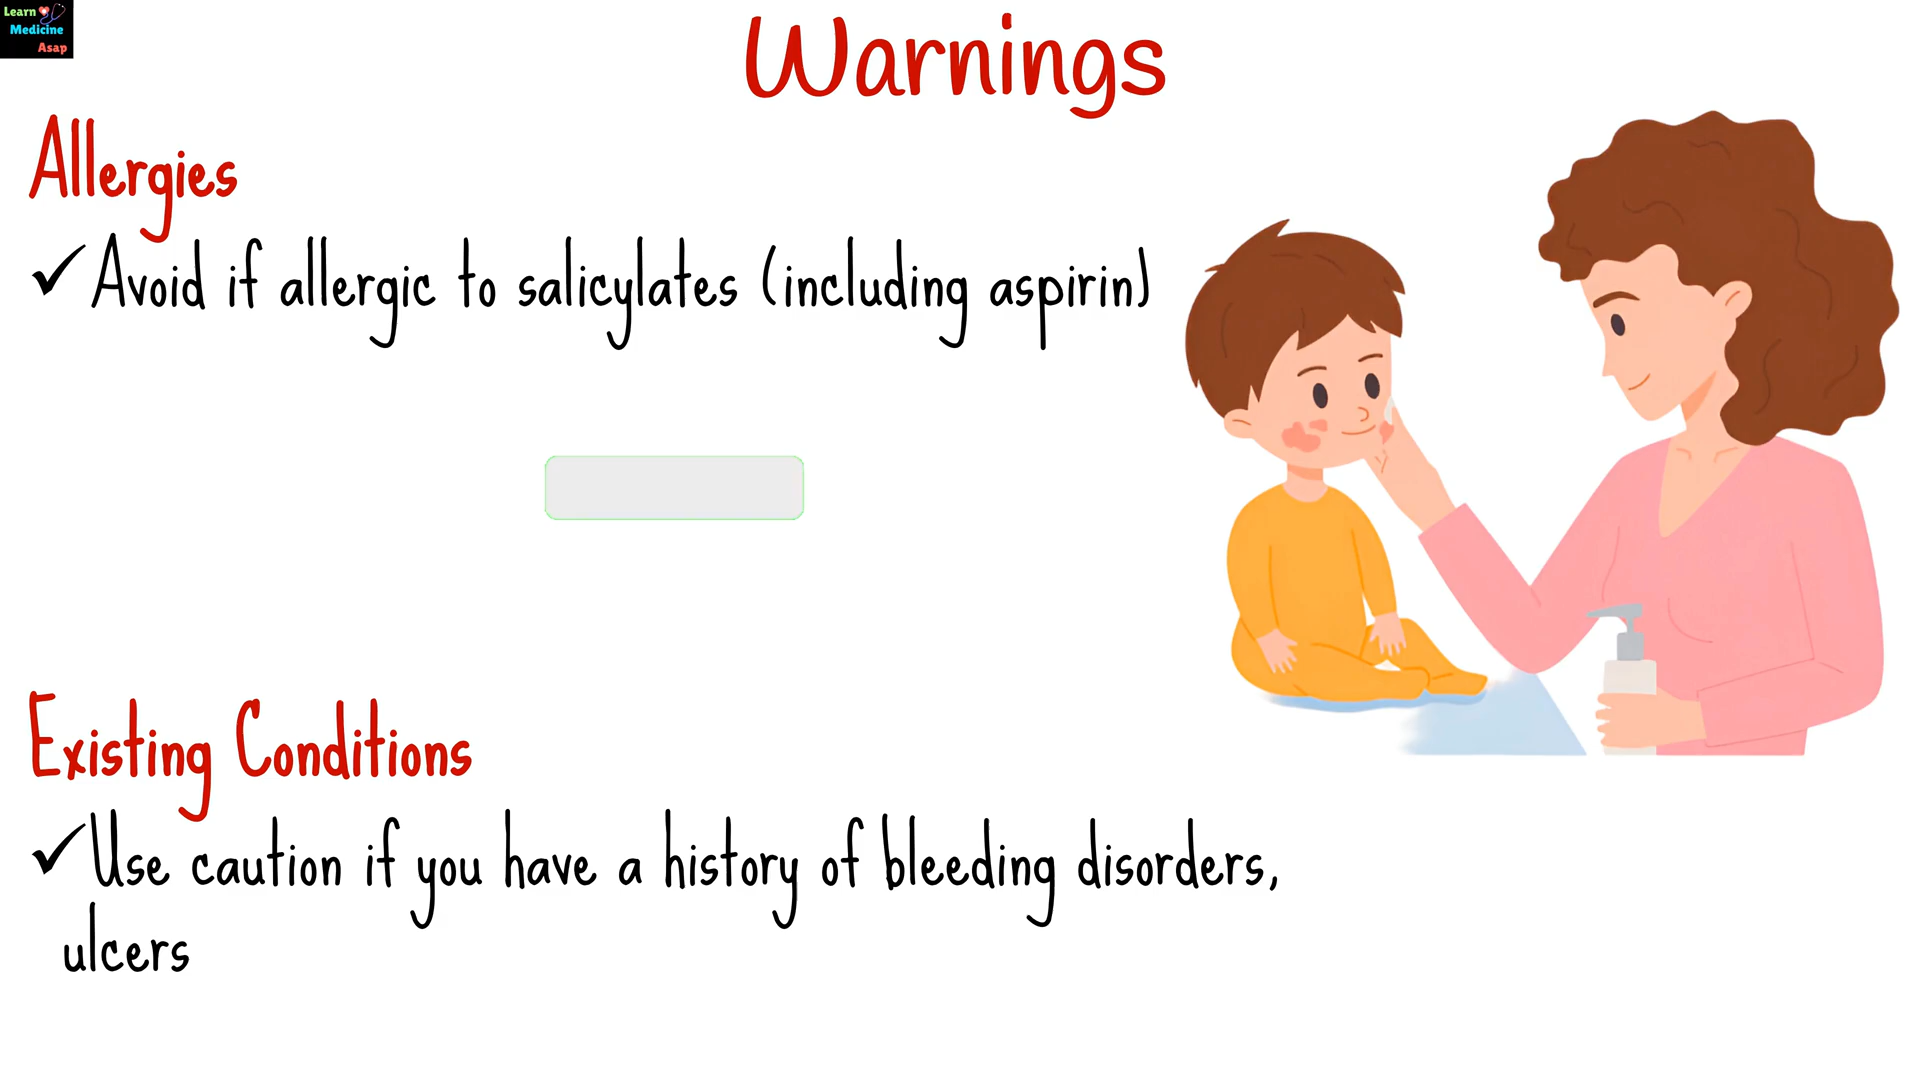 Learn
Medicine
Asap
Warnings
Allergies
✓Avoid if allergic to salicylates (including aspirin)
Existing Conditions
✓Use caution if you have a history of bleeding disorders,
ulcers